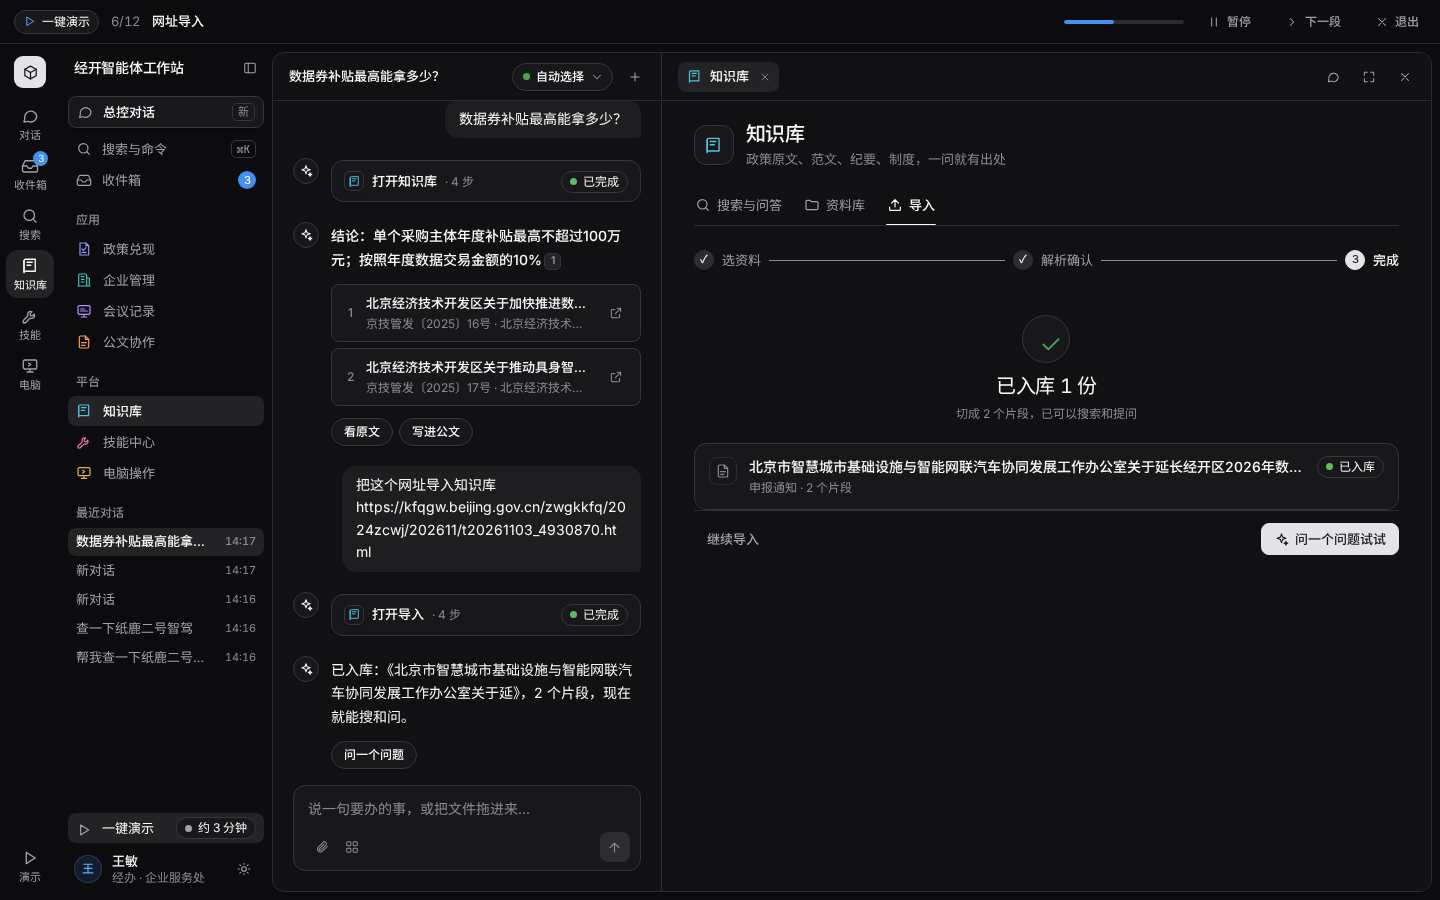 一键演示
6/12
网址导入
暂停
下一段
退出
对话
3
收件箱
搜索
知识库
技能
电脑
演示
经开智能体工作站
总控对话
新
搜索与命令
⌘K
收件箱
3
应用
政策兑现
企业管理
会议记录
公文协作
平台
知识库
技能中心
电脑操作
最近对话
数据券补贴最高能拿... 14:17
新对话 14:17
新对话 14:16
查一下纸鹿二号智驾 14:16
帮我查一下纸鹿二号... 14:16
一键演示
约 3 分钟
王
王敏
经办 · 企业服务处
数据券补贴最高能拿多少？
自动选择
数据券补贴最高能拿多少？
打开知识库 · 4 步
已完成
结论：单个采购主体年度补贴最高不超过100万
元；按照年度数据交易金额的10% 1
1
北京经济技术开发区关于加快推进数...
京技管发〔2025〕16号 · 北京经济技术...
2
北京经济技术开发区关于推动具身智...
京技管发〔2025〕17号 · 北京经济技术...
看原文
写进公文
把这个网址导入知识库
https://kfqgw.beijing.gov.cn/zwgkkfq/20
24zcwj/202611/t20261103_4930870.ht
ml
打开导入 · 4 步
已完成
已入库：《北京市智慧城市基础设施与智能网联汽
车协同发展工作办公室关于延》，2 个片段，现在
就能搜和问。
问一个问题
说一句要办的事，或把文件拖进来...
知识库
知识库
政策原文、范文、纪要、制度，一问就有出处
搜索与问答
资料库
导入
选资料
解析确认
3
完成
已入库 1 份
切成 2 个片段，已可以搜索和提问
北京市智慧城市基础设施与智能网联汽车协同发展工作办公室关于延长经开区2026年数...
申报通知 · 2 个片段
已入库
继续导入
问一个问题试试